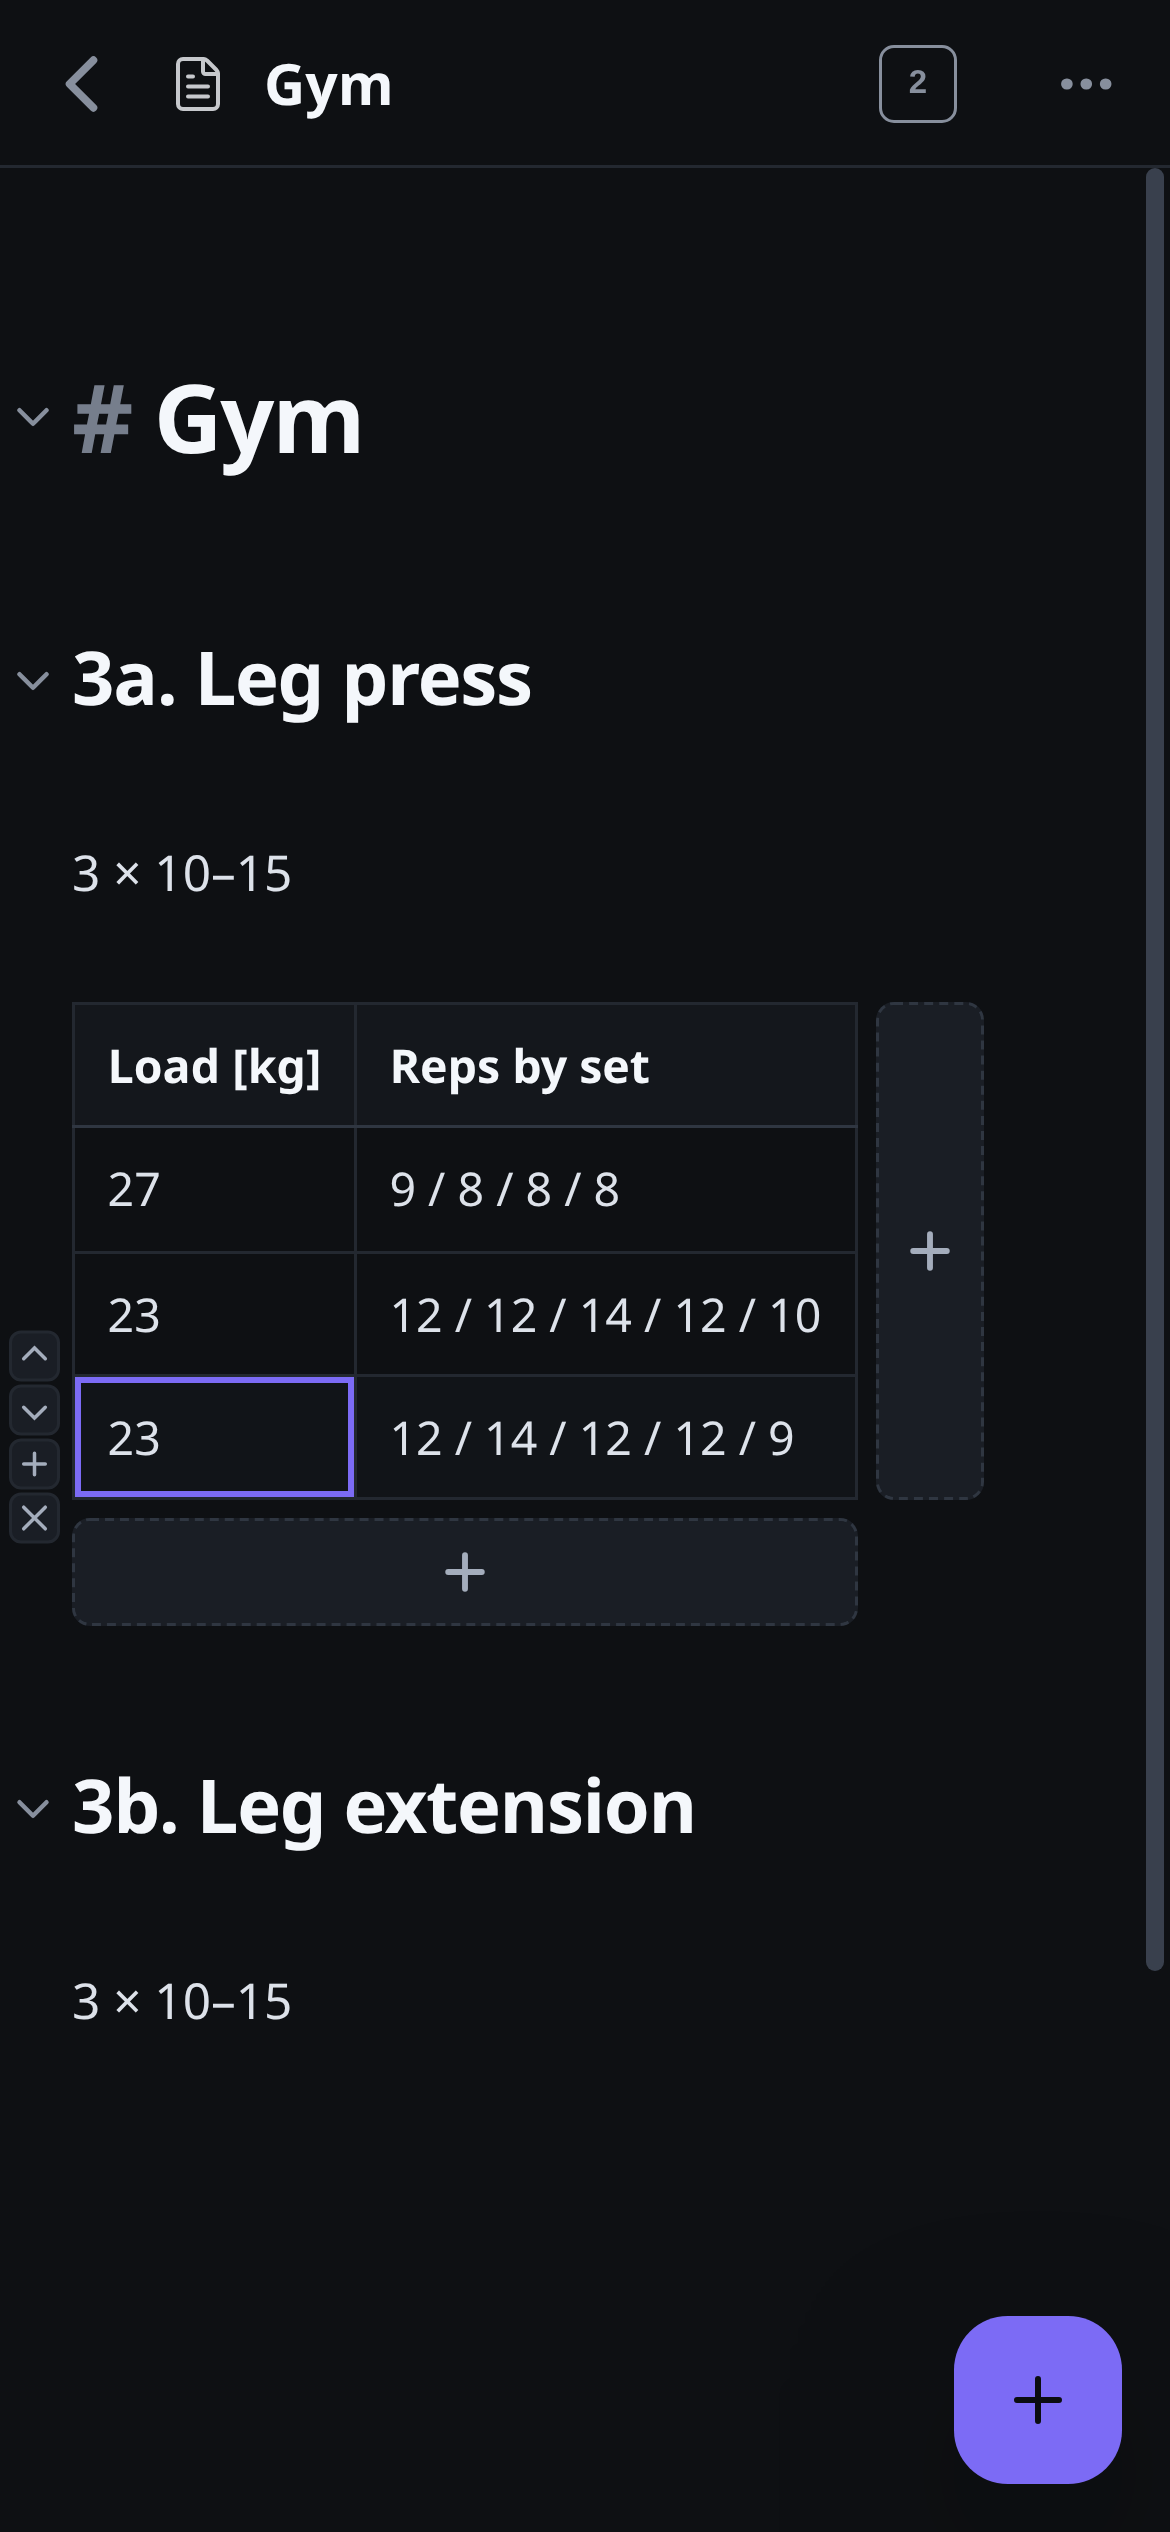 Gym
2
# Gym
3a. Leg press
3 × 10–15
Load [kg] Reps by set
27 9 / 8 / 8 / 8
23 12 / 12 / 14 / 12 / 10
23 12 / 14 / 12 / 12 / 9
3b. Leg extension
3 × 10–15